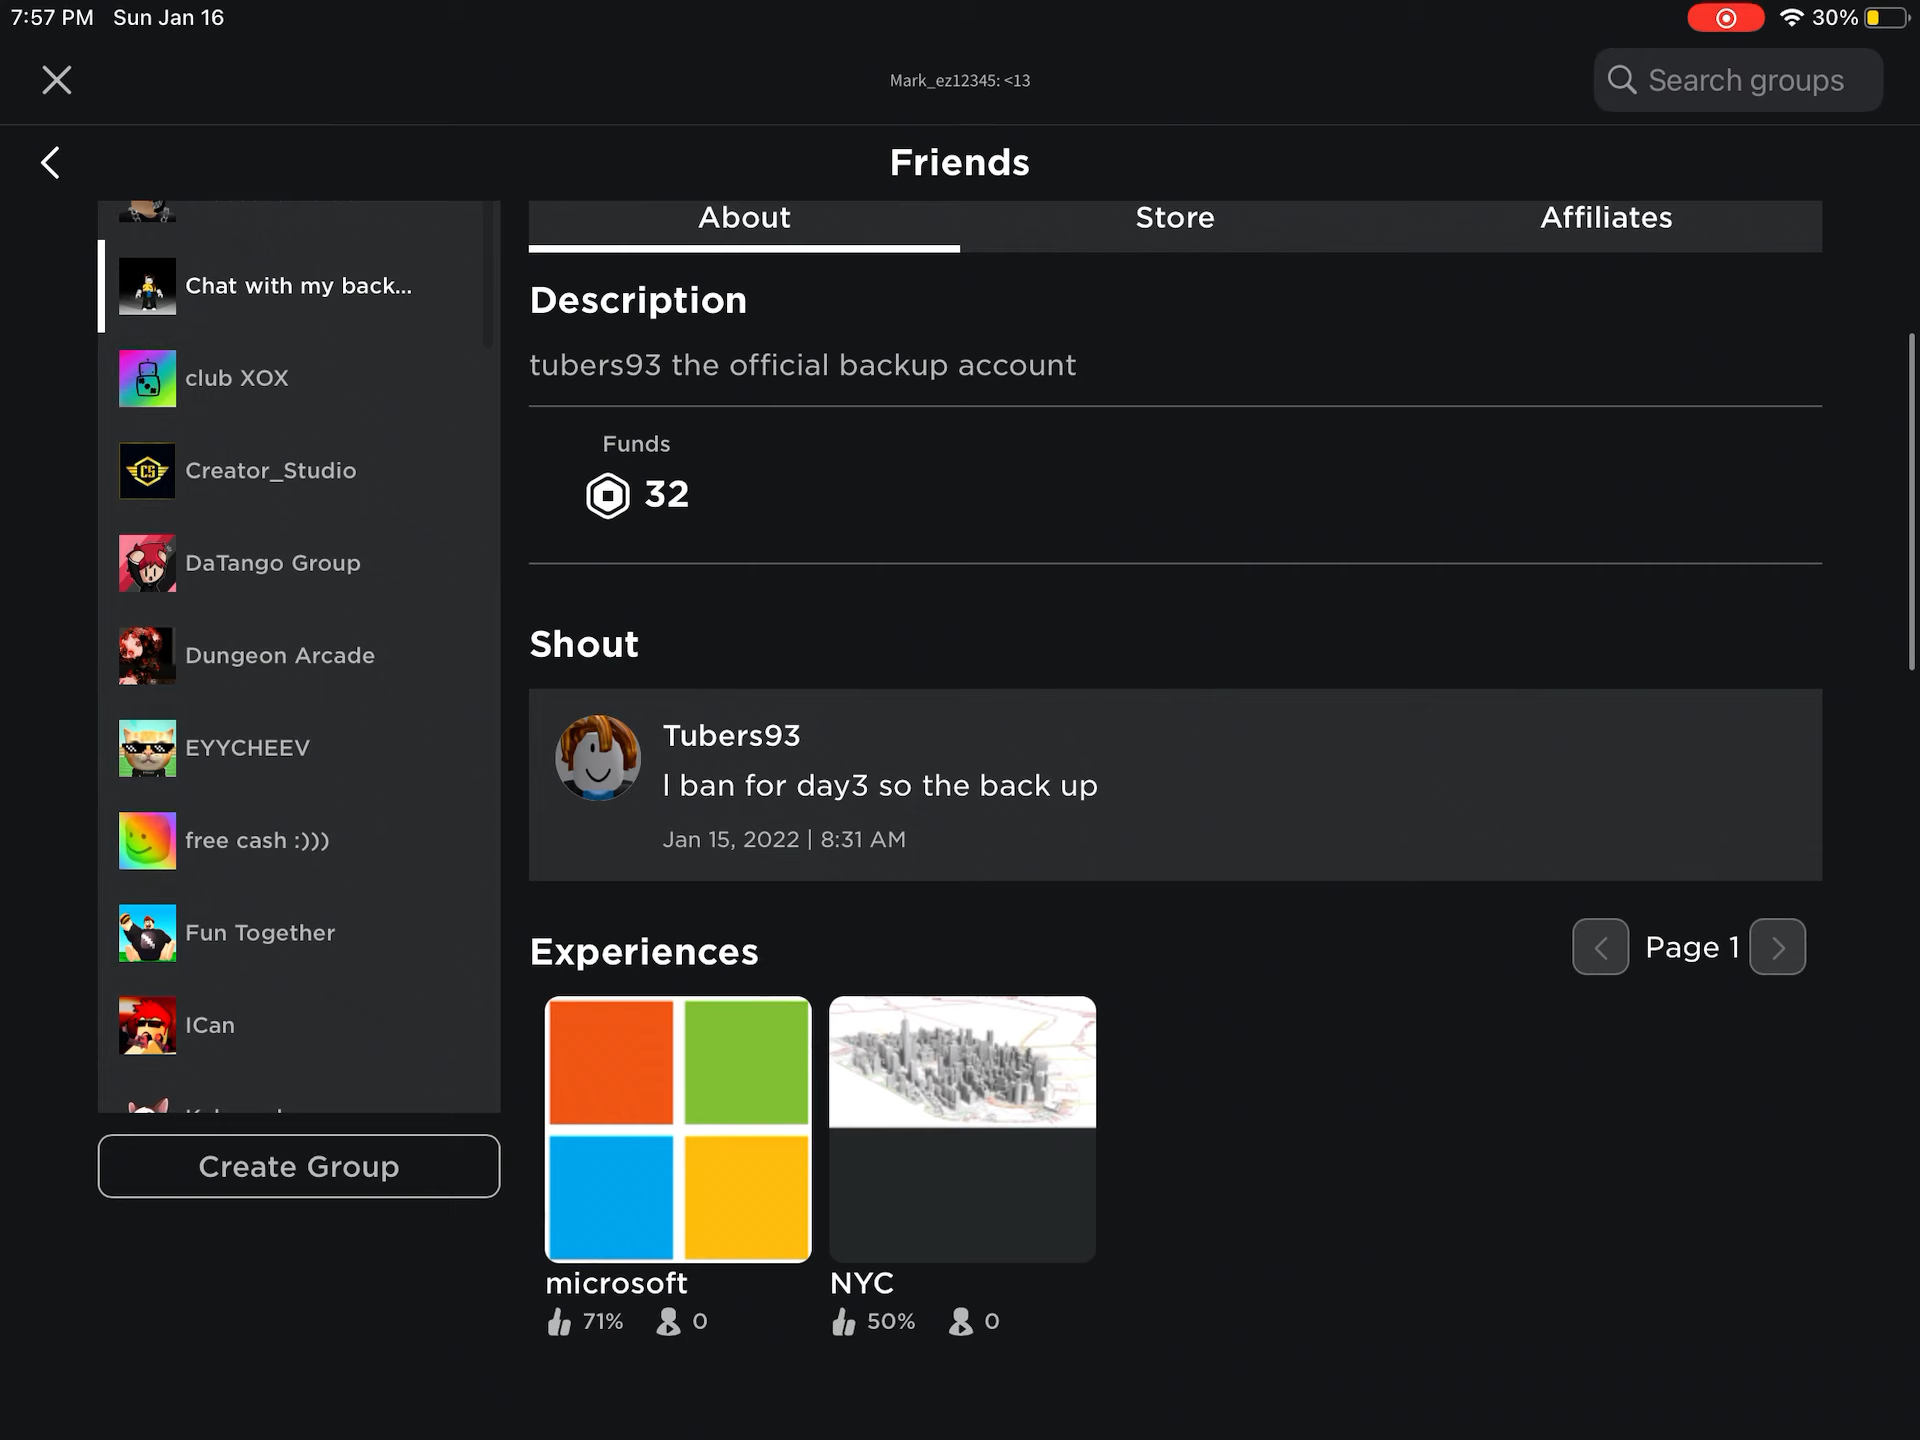 7:57 PM Sun Jan 16
30%
Mark_ez12345: <13
Search groups
Friends
Chat with my back...
club XOX
Creator_Studio
CS
DaTango Group
Dungeon Arcade
EYYCHEEV
free cash :)))
Fun Together
ICan
Create Group
About Store Affiliates
Description
tubers93 the official backup account
Funds
32
Shout
Tubers93
I ban for day3 so the back up
Jan 15, 2022 | 8:31 AM
Experiences
Page 1
microsoft
71% 0
NYC
50% 0